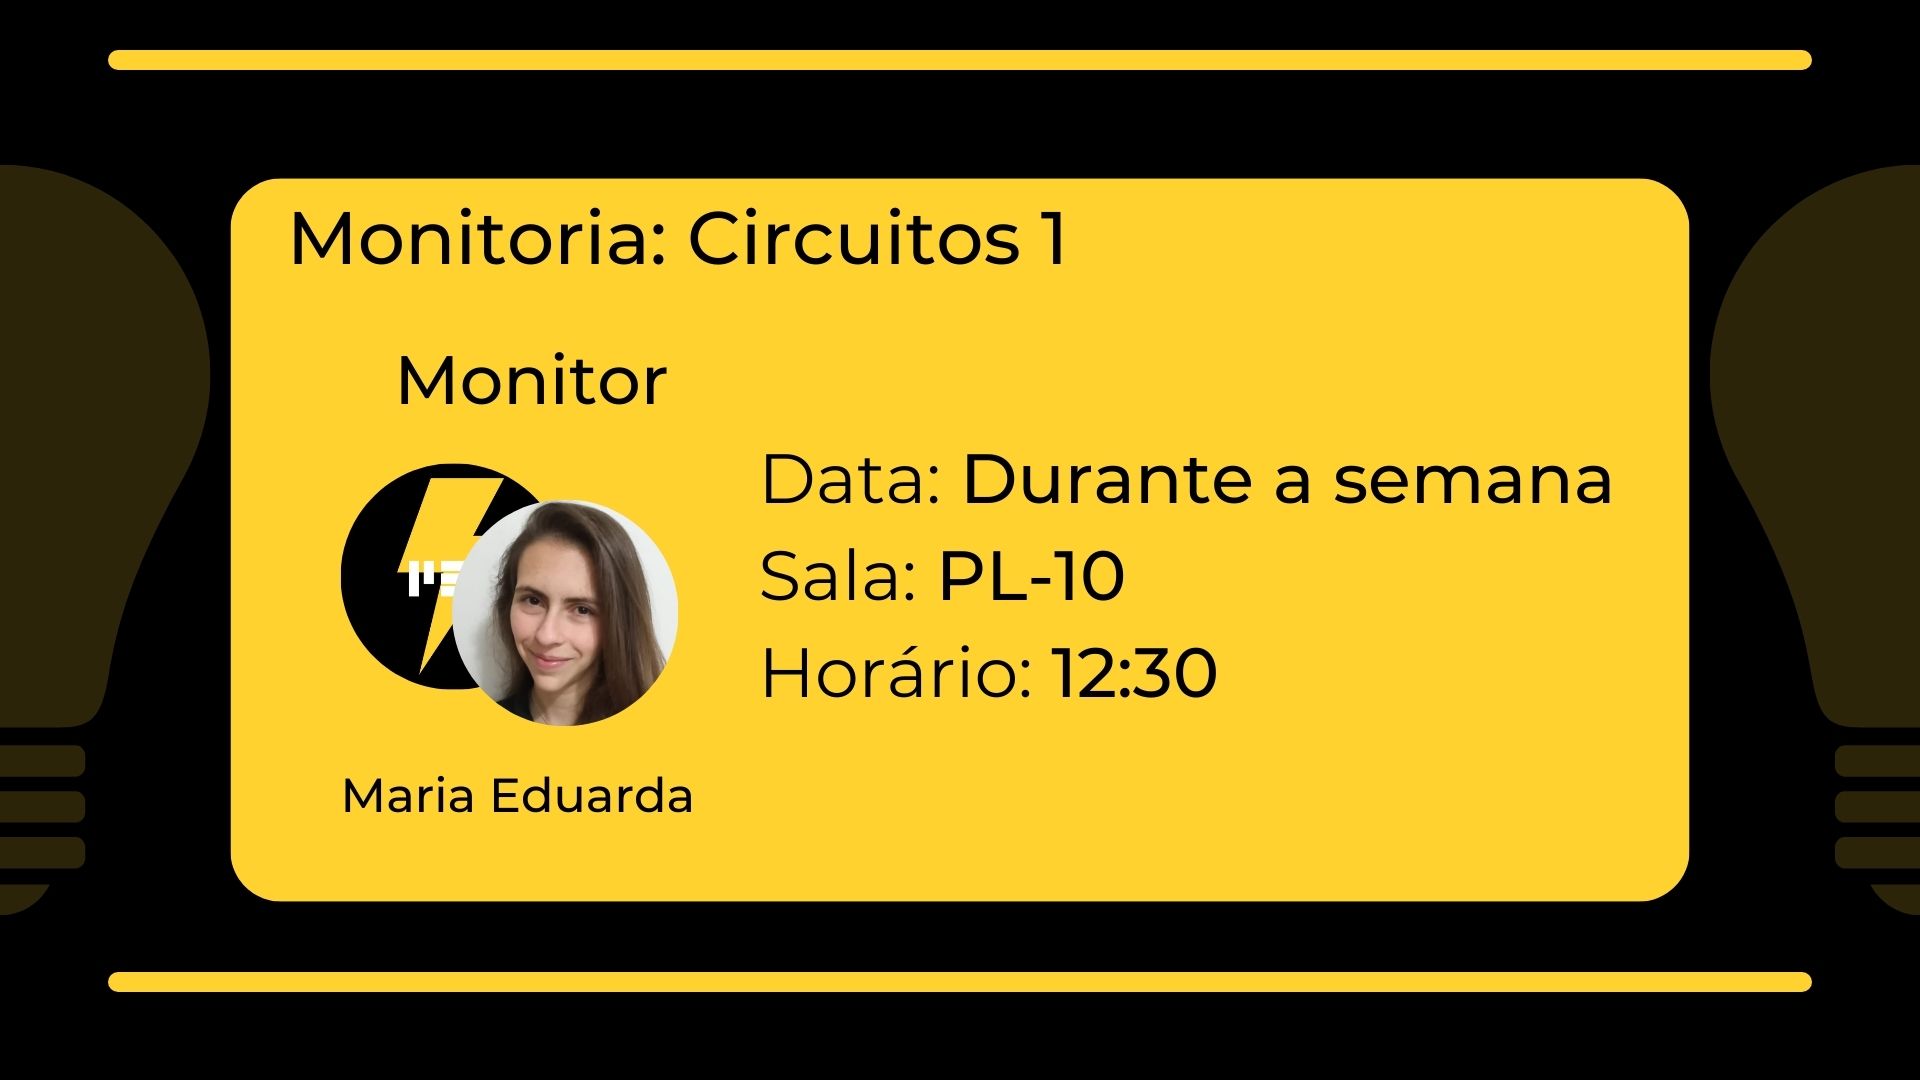 Monitoria: Circuitos 1
Monitor
Maria Eduarda
Data: Durante a semana
Sala: PL-10
Horário: 12:30